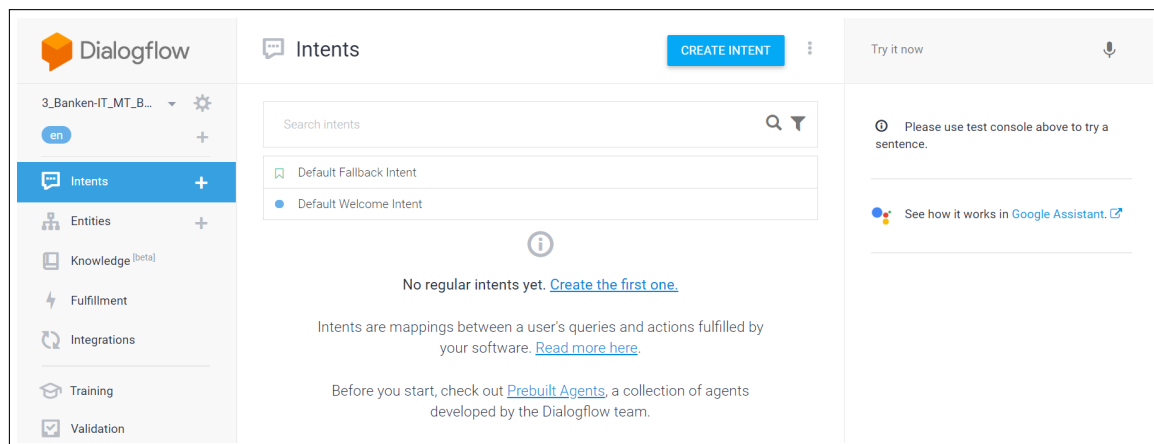 Dialogflow
3_Banken-IT_MT_B...
en
Intents
Entities
Knowledge [beta]
Fulfillment
Integrations
Training
Validation
Intents
CREATE INTENT
Search intents
Default Fallback Intent
Default Welcome Intent
No regular intents yet. Create the first one.
Intents are mappings between a user's queries and actions fulfilled by
your software. Read more here.
Before you start, check out Prebuilt Agents, a collection of agents
developed by the Dialogflow team.
Try it now
Please use test console above to try a
sentence.
See how it works in Google Assistant.